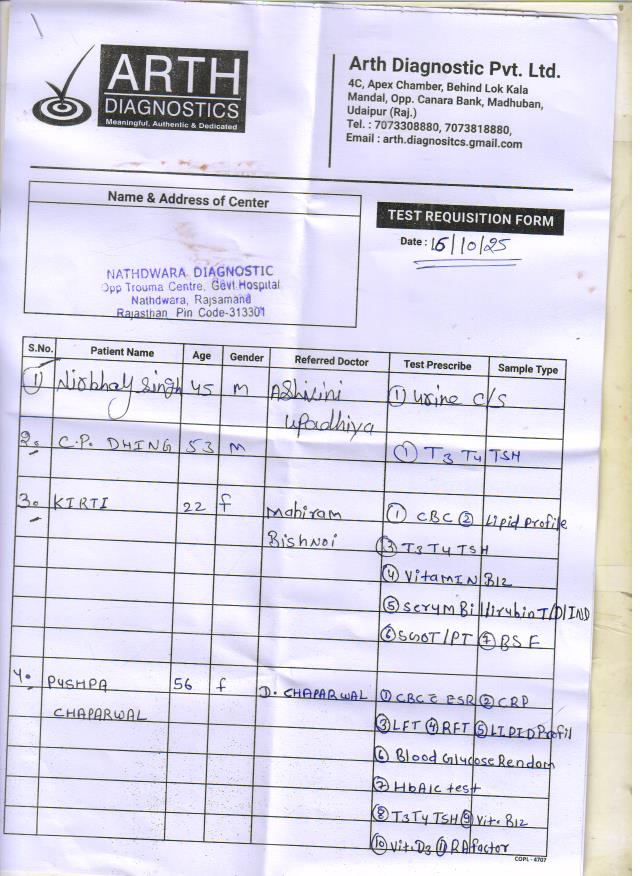 ARTH
DIAGNOSTICS
Meaningful, Authentic & Dedicated
Arth Diagnostic Pvt. Ltd.
4C, Apex Chamber, Behind Lok Kala
Mandal, Opp. Canara Bank, Madhuban,
Udaipur (Raj.)
Tel. : 7073308880, 7073818880,
Email : arth.diagnositcs.gmail.com
Name & Address of Center
NATHDWARA DIAGNOSTIC
Opp Trouma Centre, Govt Hospital
Nathdwara, Rajsamand
Rajasthan Pin Code-313301
TEST REQUISITION FORM
Date : 16/10/25
S.No. Patient Name Age Gender Referred Doctor Test Prescribe Sample Type
1 Nirbhay Singh 45 m Ashvini ① Urine c/s
Upadhiya
2. C.P. DHING 53 m ① T3 T4 TSH
3. KIRTI 22 f Mahiram ① CBC ② Lipid Profile
Bishnoi ③ T3 T4 TSH
④ VitaMIN B12
⑤ Serum Billirubin T/D/IND
⑥ SGOT/PT ⑦ BSF
4. PUSHPA 56 f D. CHAPARWAL ① CBC ESR ② CRP
CHAPARWAL ③ LFT ④ RFT ⑤ LIPID Profil
⑥ Blood Glycose Rendom
⑦ HbA1c test
⑧ T3 T4 TSH ⑨ Vit. B12
⑩ Vit. D3 ⑪ RA factor
COPL - 4707